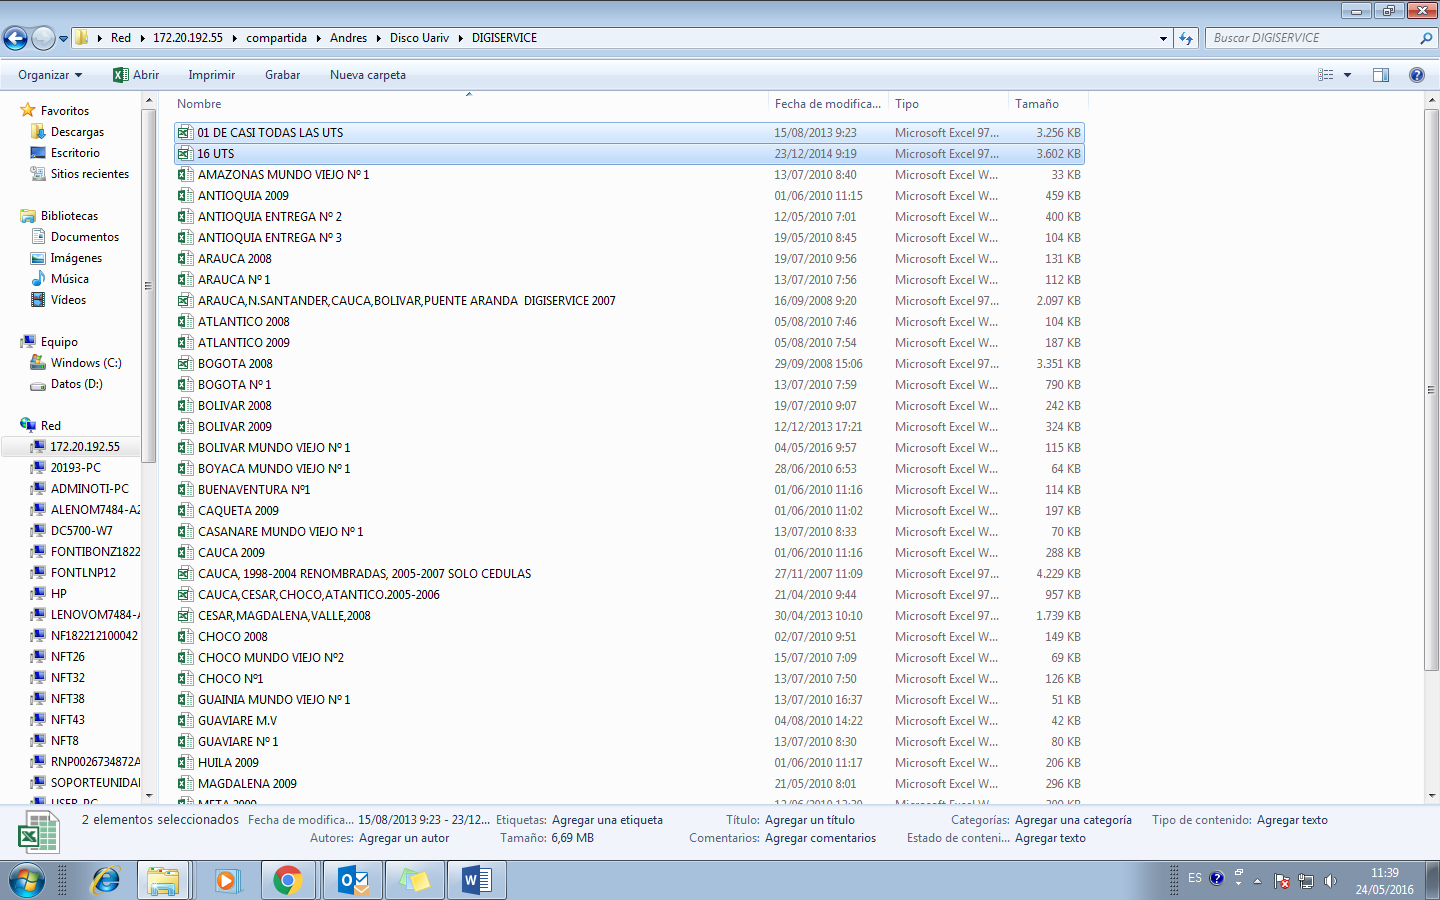 Red ▸ 172.20.192.55 ▸ compartida ▸ Andres ▸ Disco Uariv ▸ DIGISERVICE
Buscar DIGISERVICE
Organizar Abrir Imprimir Grabar Nueva carpeta
Favoritos
Descargas
Escritorio
Sitios recientes
Bibliotecas
Documentos
Imágenes
Música
Vídeos
Equipo
Windows (C:)
Datos (D:)
Red
172.20.192.55
20193-PC
ADMINOTI-PC
ALENOM7484-A2
DC5700-W7
FONTIBONZ1822
FONTLNP12
HP
LENOVOM7484-A
NF182212100042
NFT26
NFT32
NFT38
NFT43
NFT8
RNP0026734872A
SOPORTEUNIDAI
USER-PC
Nombre Fecha de modifica... Tipo Tamaño
01 DE CASI TODAS LAS UTS 15/08/2013 9:23 Microsoft Excel 97... 3.256 KB
16 UTS 23/12/2014 9:19 Microsoft Excel 97... 3.602 KB
AMAZONAS MUNDO VIEJO Nº 1 13/07/2010 8:40 Microsoft Excel W... 33 KB
ANTIOQUIA 2009 01/06/2010 11:15 Microsoft Excel W... 459 KB
ANTIOQUIA ENTREGA Nº 2 12/05/2010 7:01 Microsoft Excel W... 400 KB
ANTIOQUIA ENTREGA Nº 3 19/05/2010 8:45 Microsoft Excel W... 104 KB
ARAUCA 2008 19/07/2010 9:56 Microsoft Excel W... 131 KB
ARAUCA Nº 1 13/07/2010 7:56 Microsoft Excel W... 112 KB
ARAUCA,N.SANTANDER,CAUCA,BOLIVAR,PUENTE ARANDA  DIGISERVICE 2007 16/09/2008 9:20 Microsoft Excel 97... 2.097 KB
ATLANTICO 2008 05/08/2010 7:46 Microsoft Excel W... 104 KB
ATLANTICO 2009 05/08/2010 7:54 Microsoft Excel W... 187 KB
BOGOTA 2008 29/09/2008 15:06 Microsoft Excel 97... 3.351 KB
BOGOTA Nº 1 13/07/2010 7:59 Microsoft Excel W... 790 KB
BOLIVAR 2008 19/07/2010 9:07 Microsoft Excel W... 242 KB
BOLIVAR 2009 12/12/2013 17:21 Microsoft Excel W... 324 KB
BOLIVAR MUNDO VIEJO Nº 1 04/05/2016 9:57 Microsoft Excel W... 115 KB
BOYACA MUNDO VIEJO Nº 1 28/06/2010 6:53 Microsoft Excel W... 64 KB
BUENAVENTURA Nº1 01/06/2010 11:16 Microsoft Excel W... 114 KB
CAQUETA 2009 01/06/2010 11:02 Microsoft Excel W... 197 KB
CASANARE MUNDO VIEJO Nº 1 13/07/2010 8:33 Microsoft Excel W... 70 KB
CAUCA 2009 01/06/2010 11:16 Microsoft Excel W... 288 KB
CAUCA, 1998-2004 RENOMBRADAS, 2005-2007 SOLO CEDULAS 27/11/2007 11:09 Microsoft Excel 97... 4.229 KB
CAUCA,CESAR,CHOCO,ATANTICO.2005-2006 21/04/2010 9:44 Microsoft Excel 97... 957 KB
CESAR,MAGDALENA,VALLE,2008 30/04/2013 10:10 Microsoft Excel 97... 1.739 KB
CHOCO 2008 02/07/2010 9:51 Microsoft Excel W... 149 KB
CHOCO MUNDO VIEJO Nº2 15/07/2010 7:09 Microsoft Excel W... 69 KB
CHOCO Nº1 13/07/2010 7:50 Microsoft Excel W... 126 KB
GUAINIA MUNDO VIEJO Nº 1 13/07/2010 16:37 Microsoft Excel W... 51 KB
GUAVIARE M.V 04/08/2010 14:22 Microsoft Excel W... 42 KB
GUAVIARE Nº 1 13/07/2010 8:30 Microsoft Excel W... 80 KB
HUILA 2009 01/06/2010 11:17 Microsoft Excel W... 206 KB
MAGDALENA 2009 21/05/2010 8:01 Microsoft Excel W... 296 KB
META 2009
2 elementos seleccionados Fecha de modifica... 15/08/2013 9:23 - 23/12... Etiquetas: Agregar una etiqueta Título: Agregar un título Categorías: Agregar una categoría Tipo de contenido: Agregar texto
Autores: Agregar un autor Tamaño: 6,69 MB Comentarios: Agregar comentarios Estado de conteni... Agregar texto
ES 11:39
24/05/2016